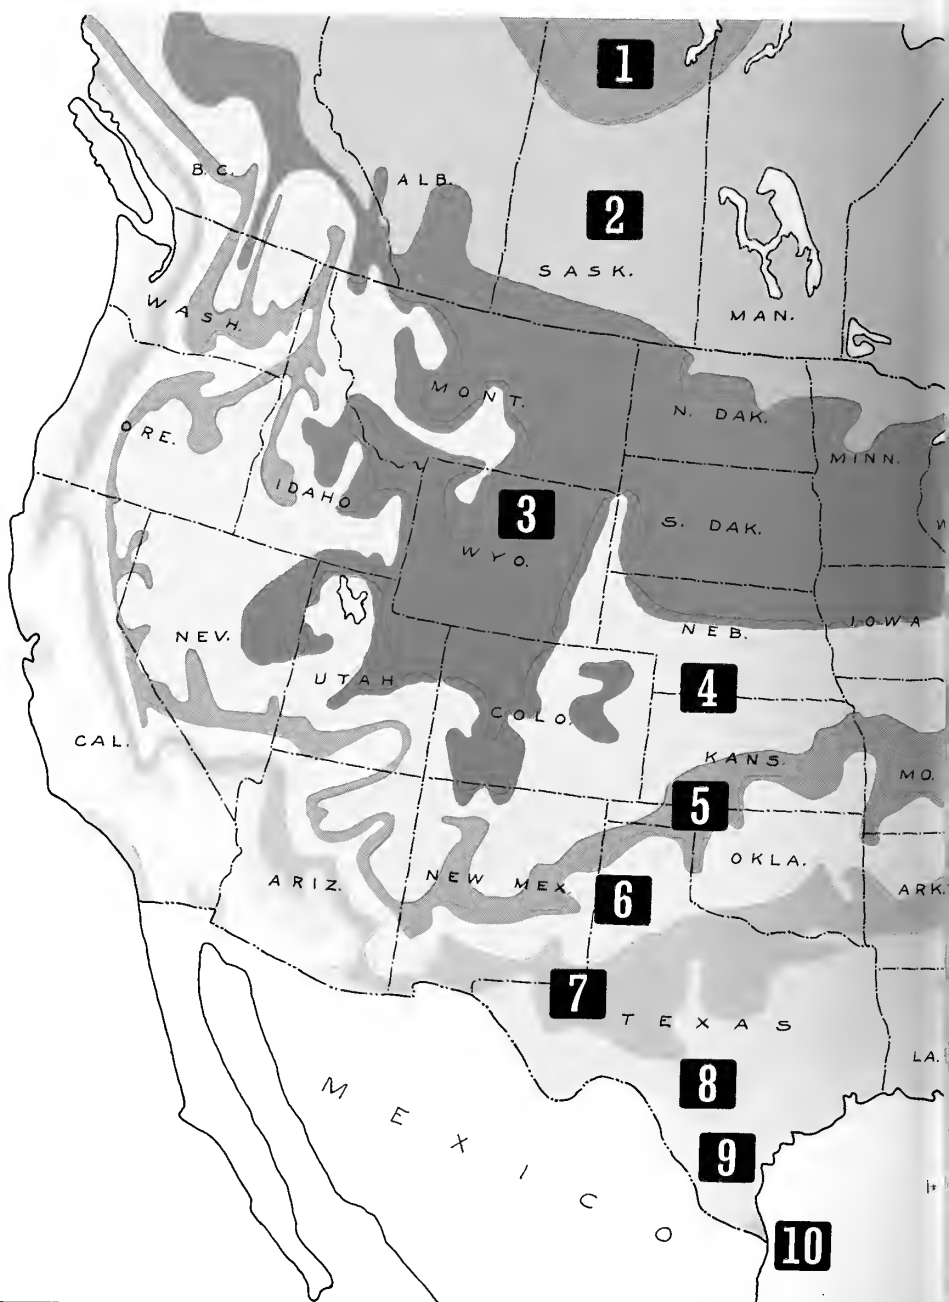 1
B.C.
ALB.
2
SASK.
MAN.
WASH.
MONT.
N. DAK.
ORE.
MINN.
IDAHO
3
S. DAK.
WYO.
IOWA
NEV.
NEB.
UTAH
4
COLO.
CAL.
KANS.
MO.
5
OKLA.
ARIZ.
NEW MEX.
ARK.
6
7
TEXAS
LA.
8
MEXICO
9
10